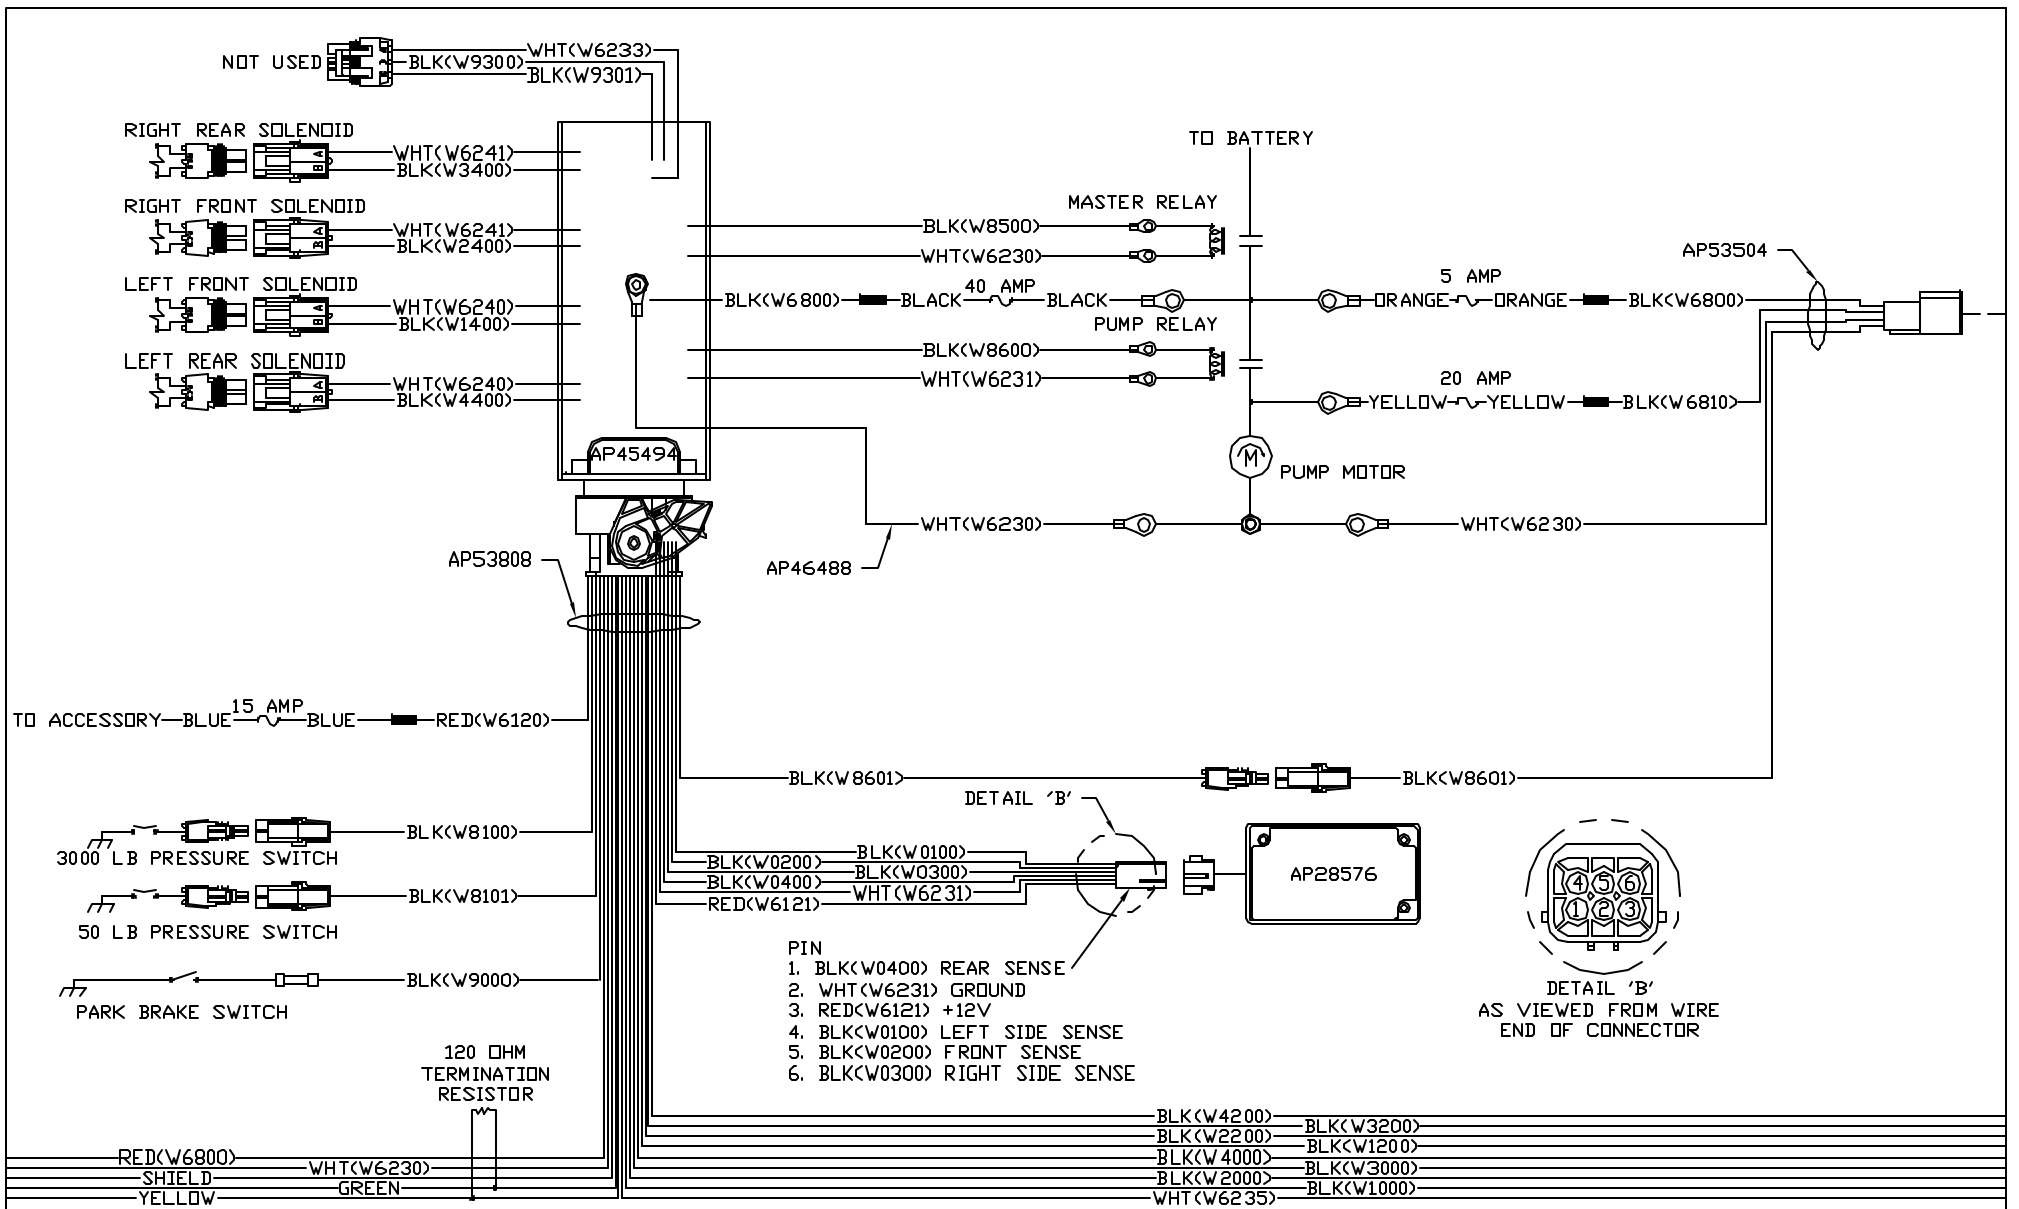 NOT USED
WHT(W6233)
BLK(W9300)
BLK(W9301)
RIGHT REAR SOLENOID
A
B
WHT(W6241)
BLK(W3400)
RIGHT FRONT SOLENOID
A
B
WHT(W6241)
BLK(W2400)
LEFT FRONT SOLENOID
A
B
WHT(W6240)
BLK(W1400)
LEFT REAR SOLENOID
A
B
WHT(W6240)
BLK(W4400)
AP45494
TO BATTERY
MASTER RELAY
BLK(W8500)
WHT(W6230)
BLK(W6800)
BLACK
40 AMP
BLACK
PUMP RELAY
BLK(W8600)
WHT(W6231)
AP53504
5 AMP
ORANGE
ORANGE
BLK(W6800)
20 AMP
YELLOW
YELLOW
BLK(W6810)
M
PUMP MOTOR
WHT(W6230)
WHT(W6230)
AP46488
AP53808
TO ACCESSORY
BLUE
15 AMP
BLUE
RED(W6120)
BLK(W8601)
BLK(W8601)
3000 LB PRESSURE SWITCH
BLK(W8100)
50 LB PRESSURE SWITCH
BLK(W8101)
PARK BRAKE SWITCH
BLK(W9000)
DETAIL 'B'
BLK(W0100)
BLK(W0200)
BLK(W0300)
BLK(W0400)
WHT(W6231)
RED(W6121)
AP28576
PIN
1. BLK(W0400) REAR SENSE
2. WHT(W6231) GROUND
3. RED(W6121) +12V
4. BLK(W0100) LEFT SIDE SENSE
5. BLK(W0200) FRONT SENSE
6. BLK(W0300) RIGHT SIDE SENSE
4 5 6
1 2 3
DETAIL 'B'
AS VIEWED FROM WIRE
END OF CONNECTOR
120 OHM
TERMINATION
RESISTOR
RED(W6800)
WHT(W6230)
SHIELD
GREEN
YELLOW
BLK(W4200)
BLK(W3200)
BLK(W2200)
BLK(W1200)
BLK(W4000)
BLK(W3000)
BLK(W2000)
BLK(W1000)
WHT(W6235)